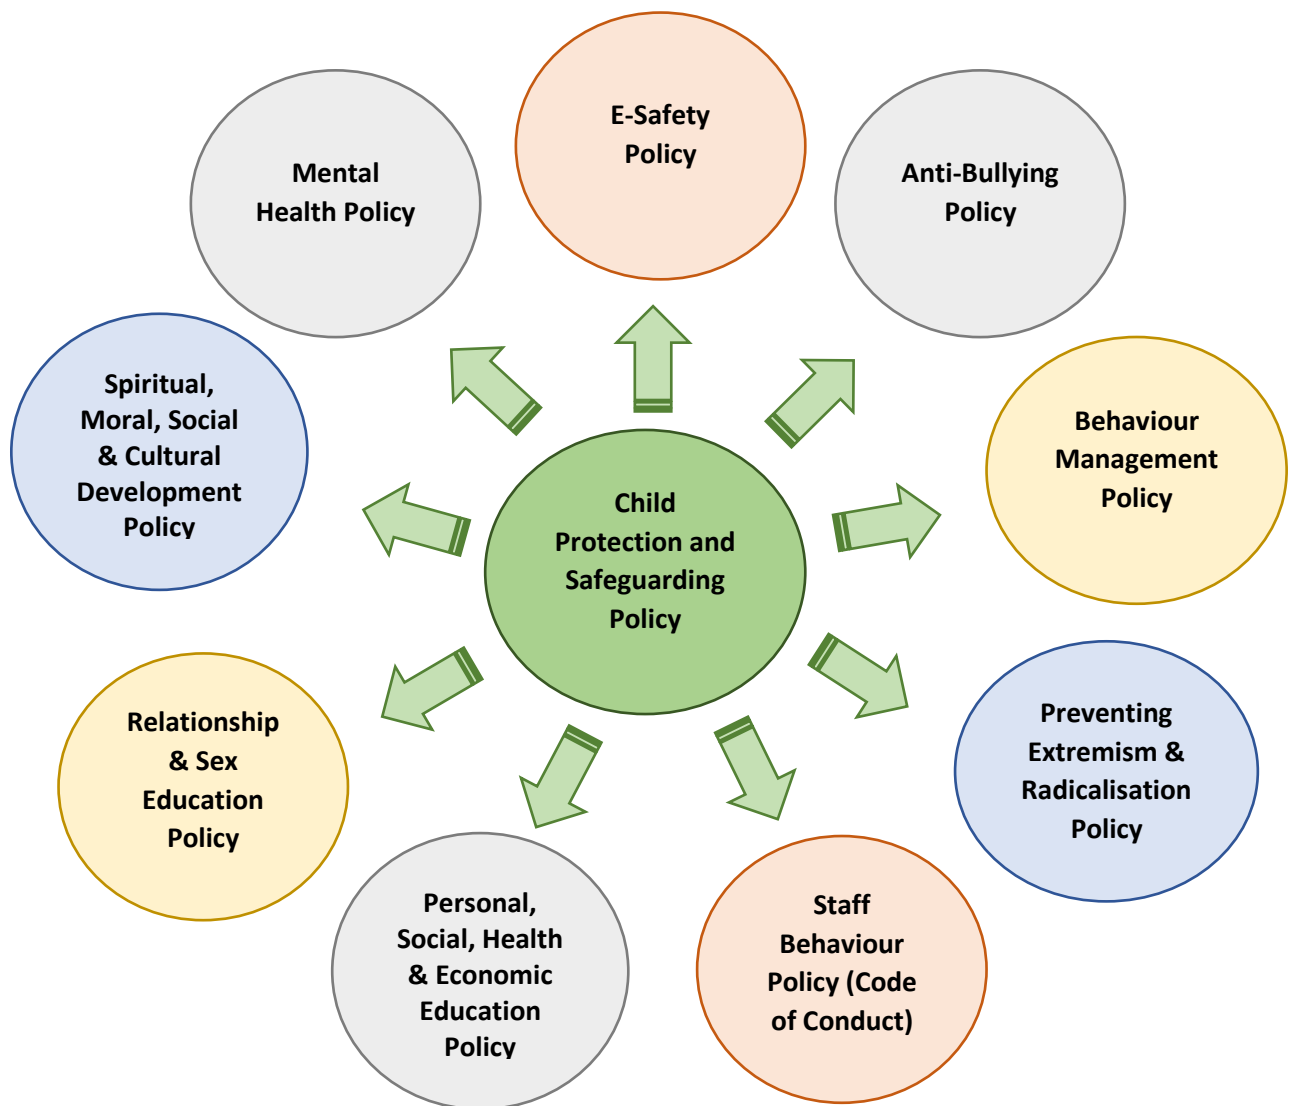 E-Safety
Policy
Mental
Health Policy
Anti-Bullying
Policy
Spiritual,
Moral, Social
& Cultural
Development
Policy
Behaviour
Management
Policy
Child
Protection and
Safeguarding
Policy
Relationship
& Sex
Education
Policy
Preventing
Extremism &
Radicalisation
Policy
Personal,
Social, Health
& Economic
Education
Policy
Staff
Behaviour
Policy (Code
of Conduct)